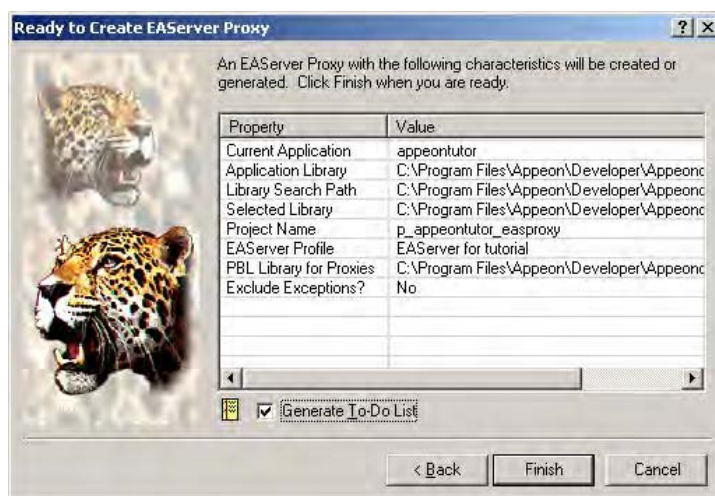 Ready to Create EAServer Proxy
An EAServer Proxy with the following characteristics will be created or
generated. Click Finish when you are ready.
Property Value
Current Application appeontutor
Application Library C:\Program Files\Appeon\Developer\Appeonc
Library Search Path C:\Program Files\Appeon\Developer\Appeonc
Selected Library C:\Program Files\Appeon\Developer\Appeonc
Project Name p_appeontutor_easproxy
EAServer Profile EAServer for tutorial
PBL Library for Proxies C:\Program Files\Appeon\Developer\Appeonc
Exclude Exceptions? No
Generate To-Do List
< Back Finish Cancel